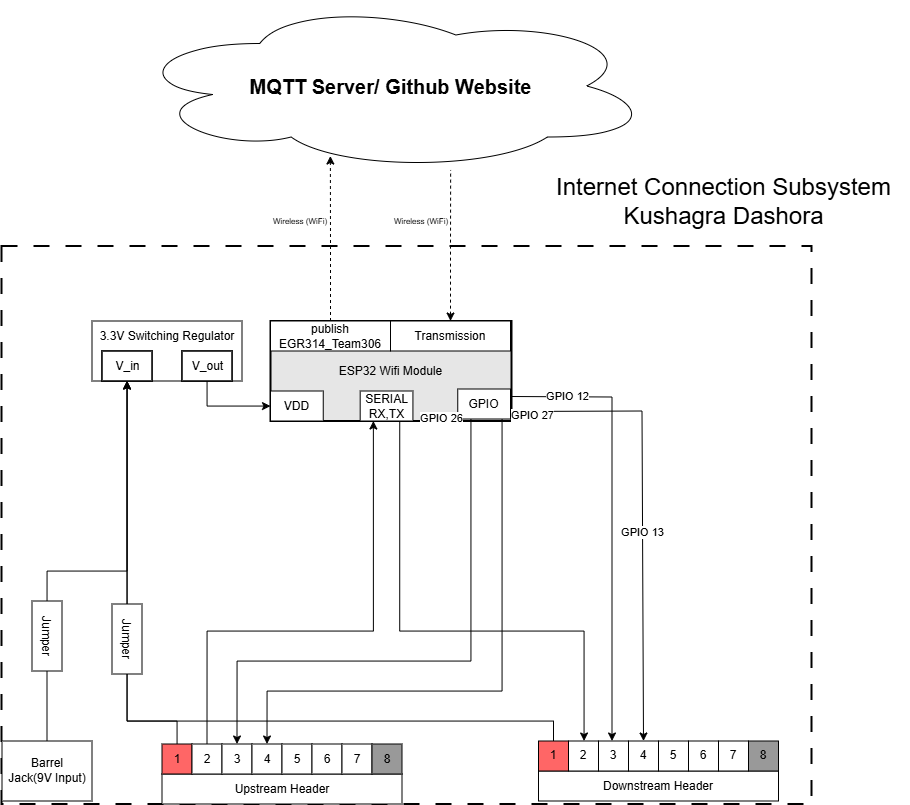 MQTT Server/ Github Website
Internet Connection Subsystem
Kushagra Dashora
Wireless (WiFi)
Wireless (WiFi)
3.3V Switching Regulator
V_in
V_out
publish
EGR314_Team306
Transmission
ESP32 Wifi Module
VDD
SERIAL
RX,TX
GPIO
GPIO 26
GPIO 12
GPIO 27
GPIO 13
Jumper
Jumper
Barrel
Jack(9V Input)
1 2 3 4 5 6 7 8
Upstream Header
1 2 3 4 5 6 7 8
Downstream Header